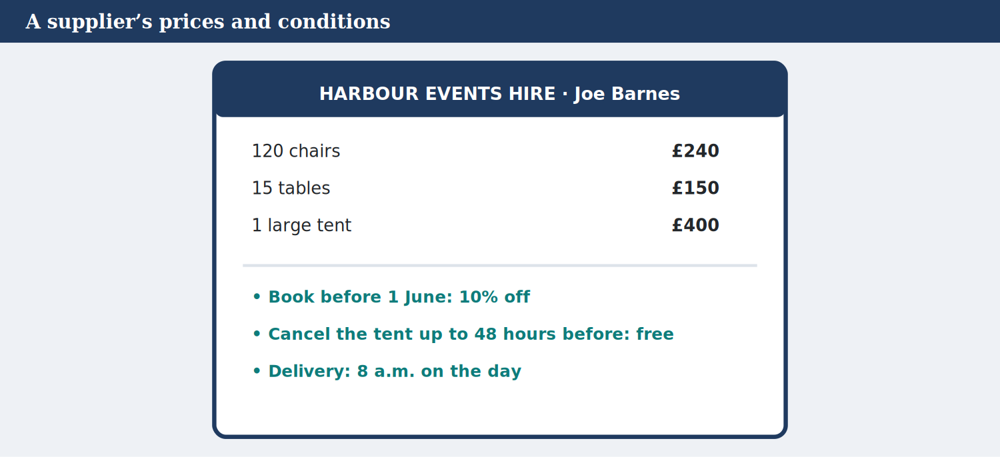 A supplier’s prices and conditions
HARBOUR EVENTS HIRE · Joe Barnes
120 chairs £240
15 tables £150
1 large tent £400
• Book before 1 June: 10% off
• Cancel the tent up to 48 hours before: free
• Delivery: 8 a.m. on the day